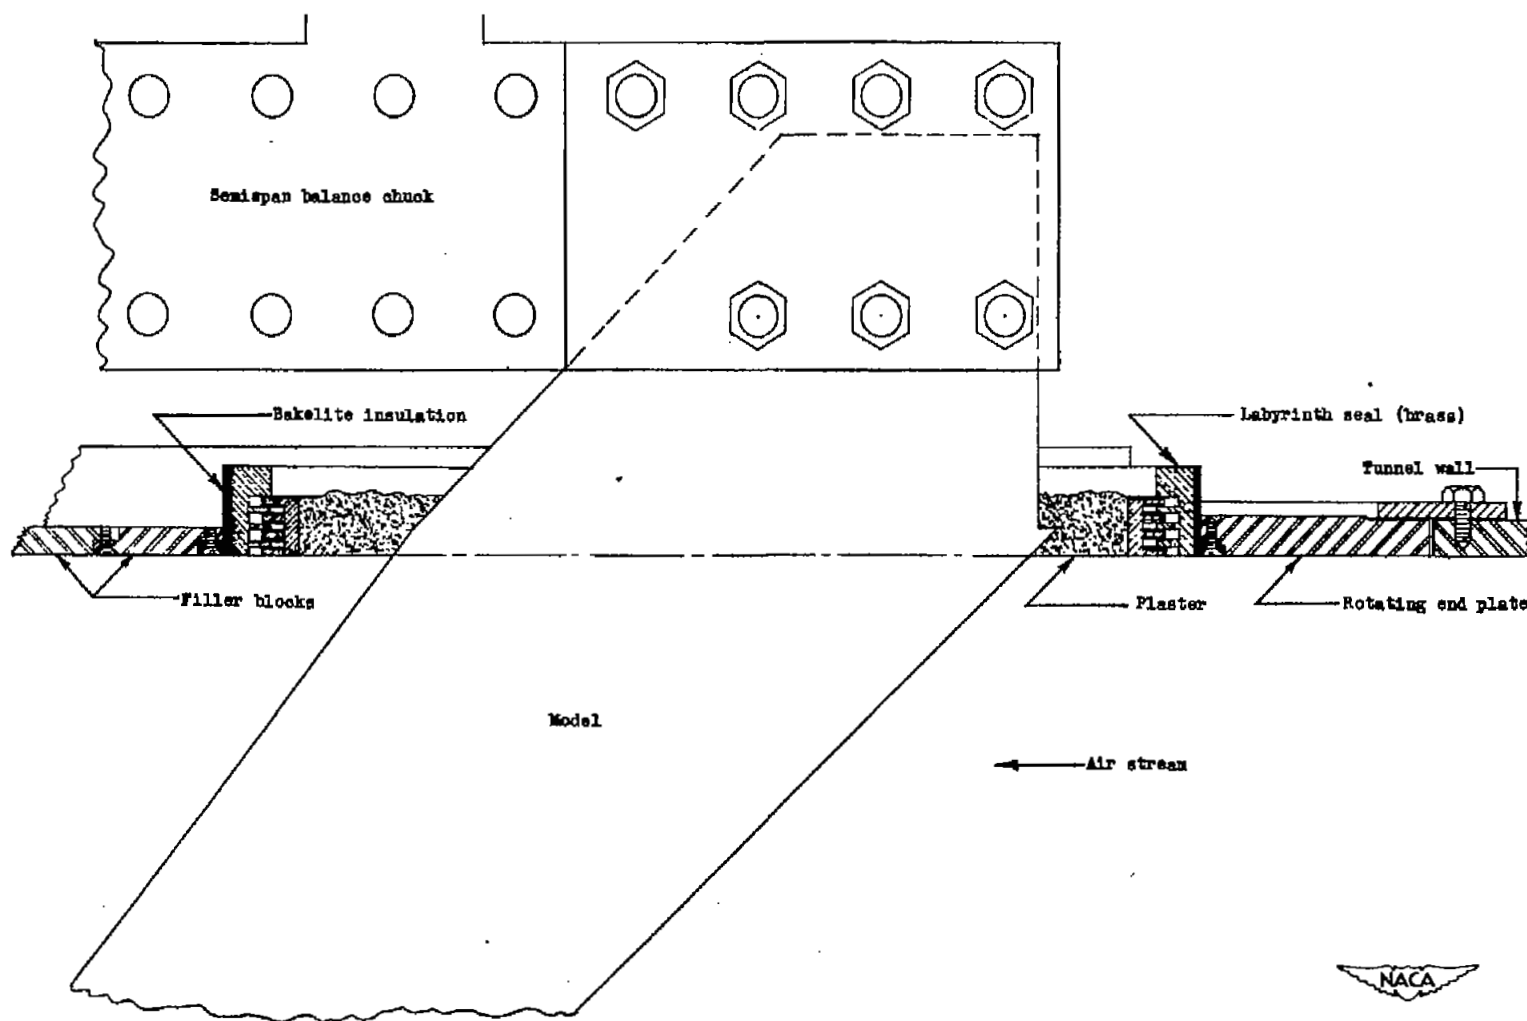 Semispan balance chuck
Bakelite insulation
Labyrinth seal (brass)
Tunnel wall
Filler blocks
Plaster
Rotating end plate
Model
Air stream
NACA